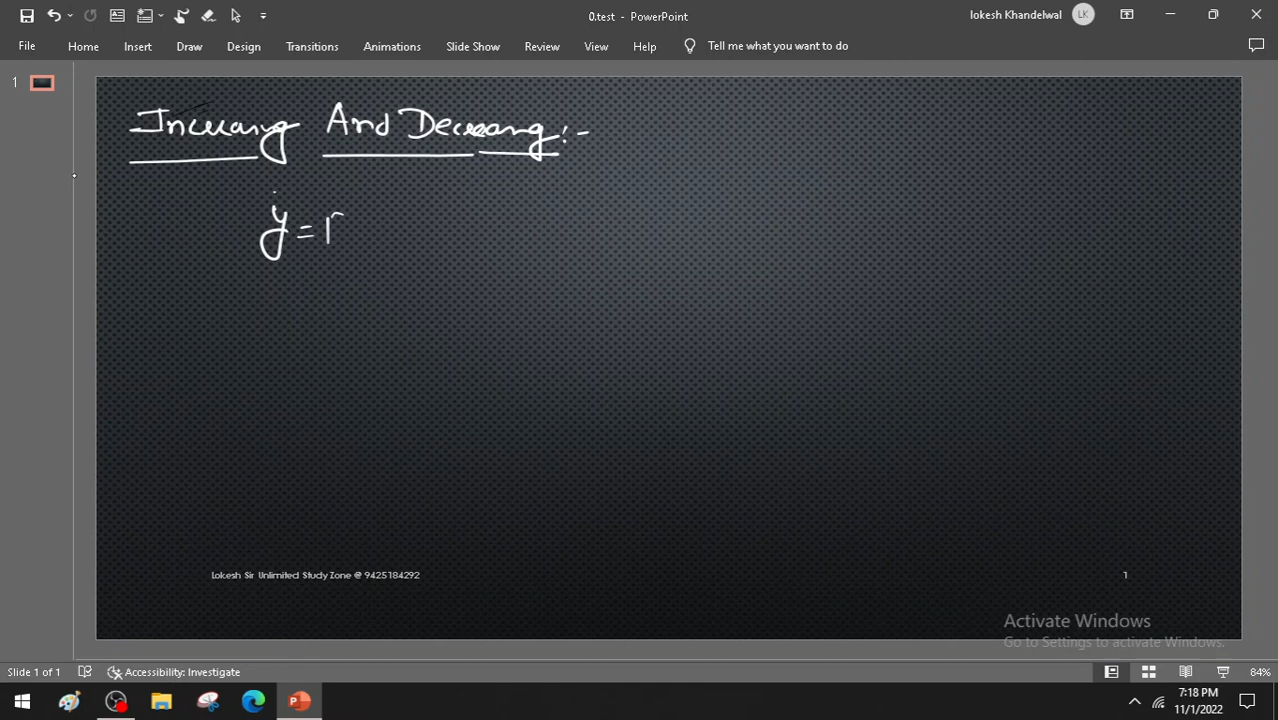 0.test - PowerPoint
lokesh Khandelwal LK
File Home Insert Draw Design Transitions Animations Slide Show Review View Help Tell me what you want to do
1
Increasing And Decreasing :-
y = r
Lokesh Sir Unlimited Study Zone @ 9425184292
1
Activate Windows
Go to Settings to activate Windows.
Slide 1 of 1 Accessibility: Investigate 84%
7:18 PM
11/1/2022